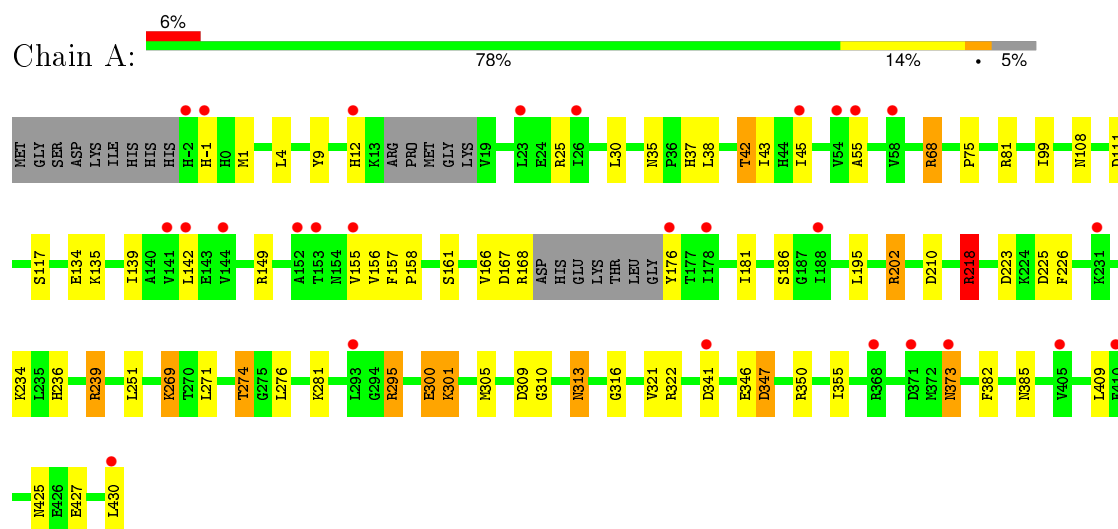 6%
Chain A:
78% 14% • 5%
MET GLY SER ASP LYS ILE HIS HIS HIS HIS H-2 H-1 H0 M1 L4 Y9 H12 K13 ARG PRO MET GLY LYS V19 L23 E24 R25 I26 L30 N35 P36 H37 L38 T42 I43 H44 I45 V54 A55 V58 R68 P75 R81 I99 N108 D111
S117 E134 K135 I139 A140 V141 L142 E143 V144 R149 A152 T153 N154 V155 V156 F157 P158 S161 V166 D167 R168 ASP HIS GLU LYS THR LEU GLY Y176 T177 I178 I181 S186 G187 I188 L195 R202 D210 R218 D223 K224 D225 F226 K231
K234 L235 H236 R239 L251 K269 T270 L271 T274 G275 L276 K281 L293 G294 R295 E300 K301 M305 D309 G310 N313 G316 V321 R322 D341 E346 D347 R350 I355 R368 D371 M372 N373 F382 N385 V405 L409 E410
N425 E426 E427 L430